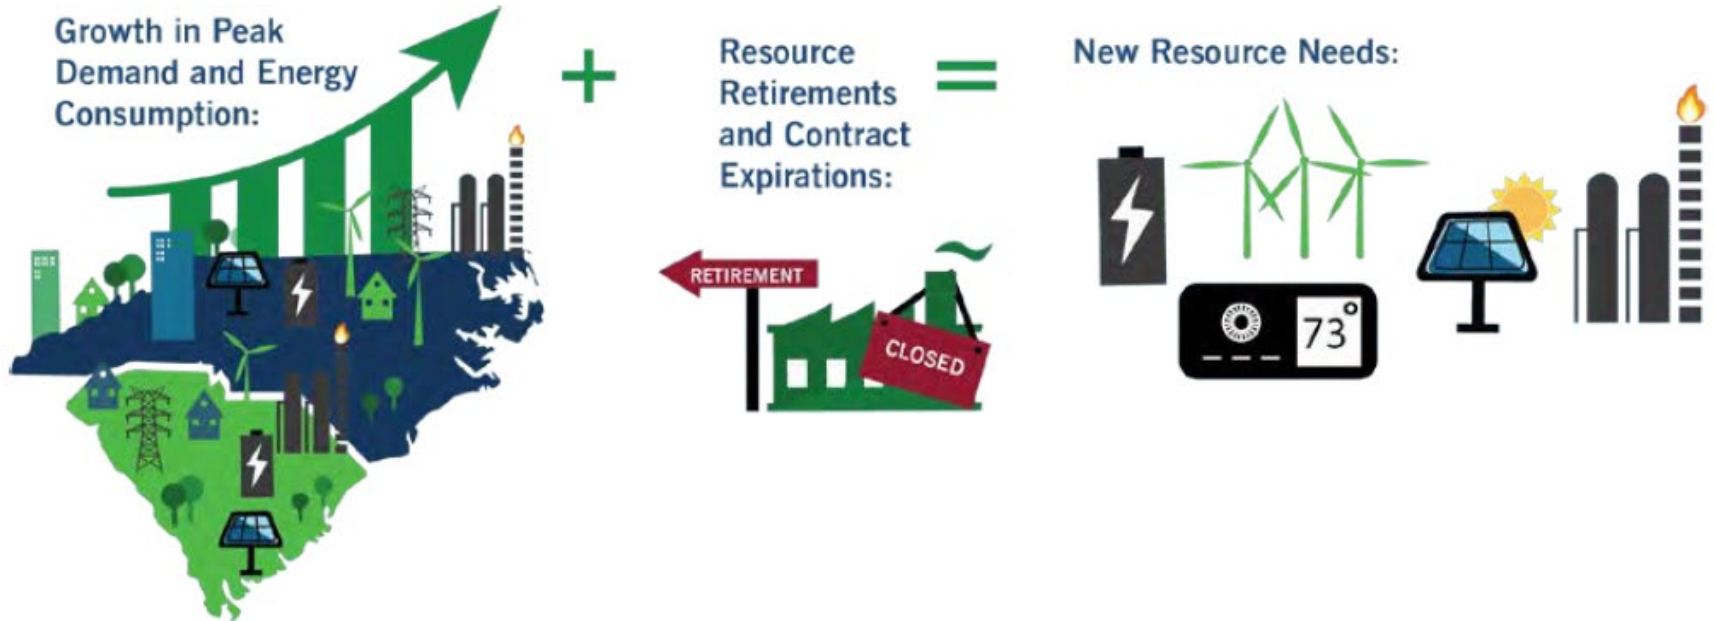 Growth in Peak
Demand and Energy
Consumption:
+
Resource
Retirements
and Contract
Expirations:
=
New Resource Needs:
RETIREMENT
CLOSED
73°